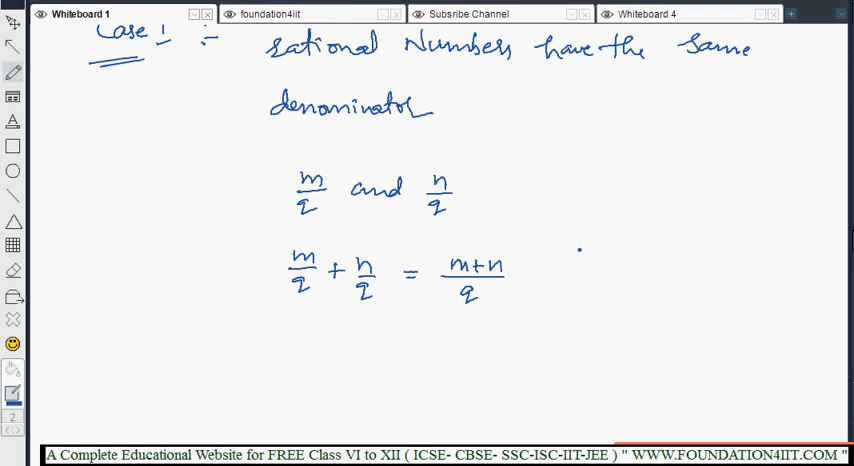 Whiteboard 1 foundation4iit Subsribe Channel Whiteboard 4
Case 1 :- rational Numbers have the same
denominator
m/q and n/q
m/q + n/q = m+n/q
2
A Complete Educational Website for FREE Class VI to XII ( ICSE- CBSE- SSC-ISC-IIT-JEE ) " WWW.FOUNDATION4IIT.COM "